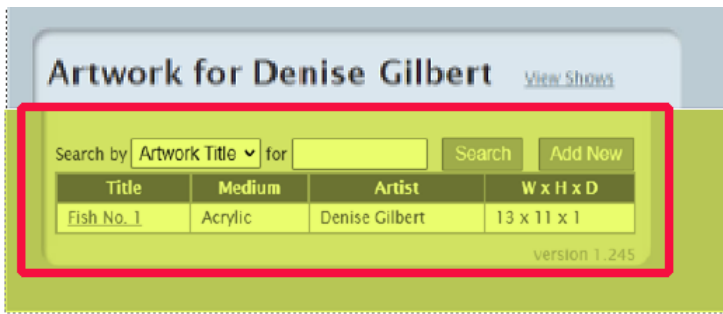 Artwork for Denise Gilbert View Shows
Search by Artwork Title for Search Add New
Title Medium Artist W x H x D
Fish No. 1 Acrylic Denise Gilbert 13 x 11 x 1
version 1.245